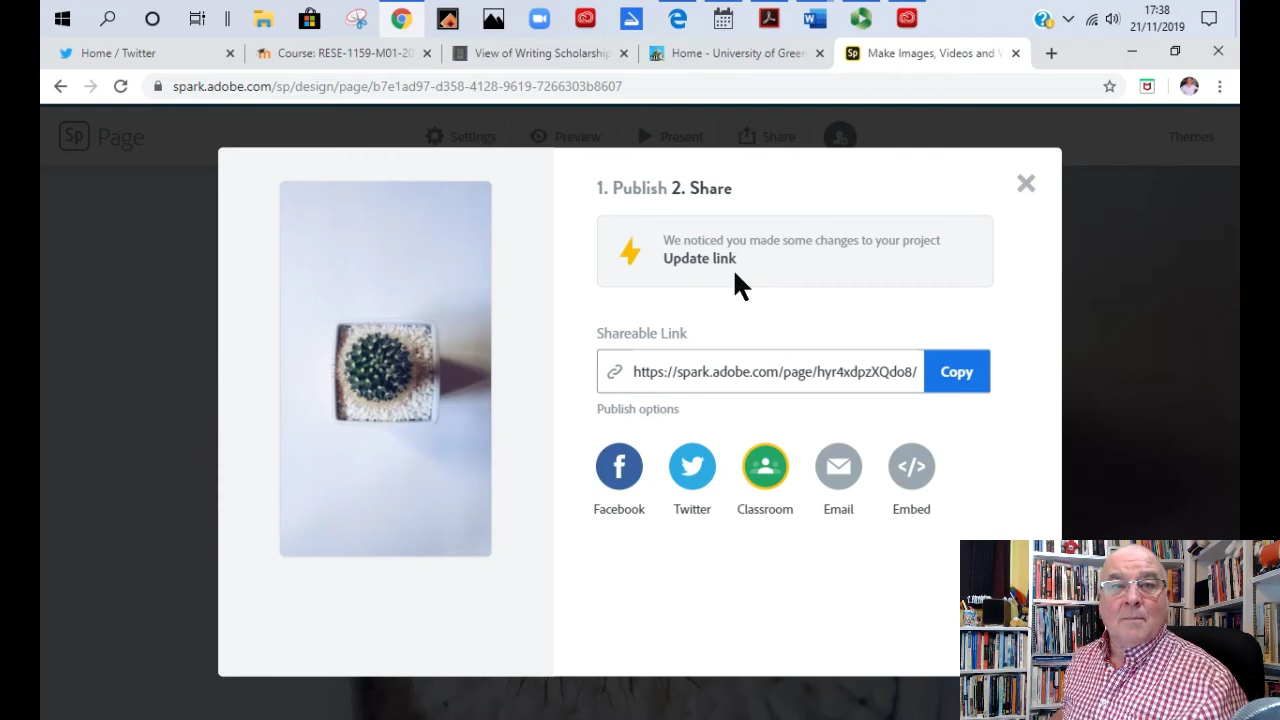 17:38
21/11/2019
Home / Twitter
Course: RESE-1159-M01-20
View of Writing Scholarship
Home - University of Green
Sp Make Images, Videos and
spark.adobe.com/sp/design/page/b7e1ad97-d358-4128-9619-7266303b8607
Sp Page
Settings
Preview
Present
Share
Themes
1. Publish 2. Share
We noticed you made some changes to your project
Update link
Shareable Link
https://spark.adobe.com/page/hyr4xdpzXQdo8/
Copy
Publish options
Facebook
Twitter
Classroom
Email
Embed